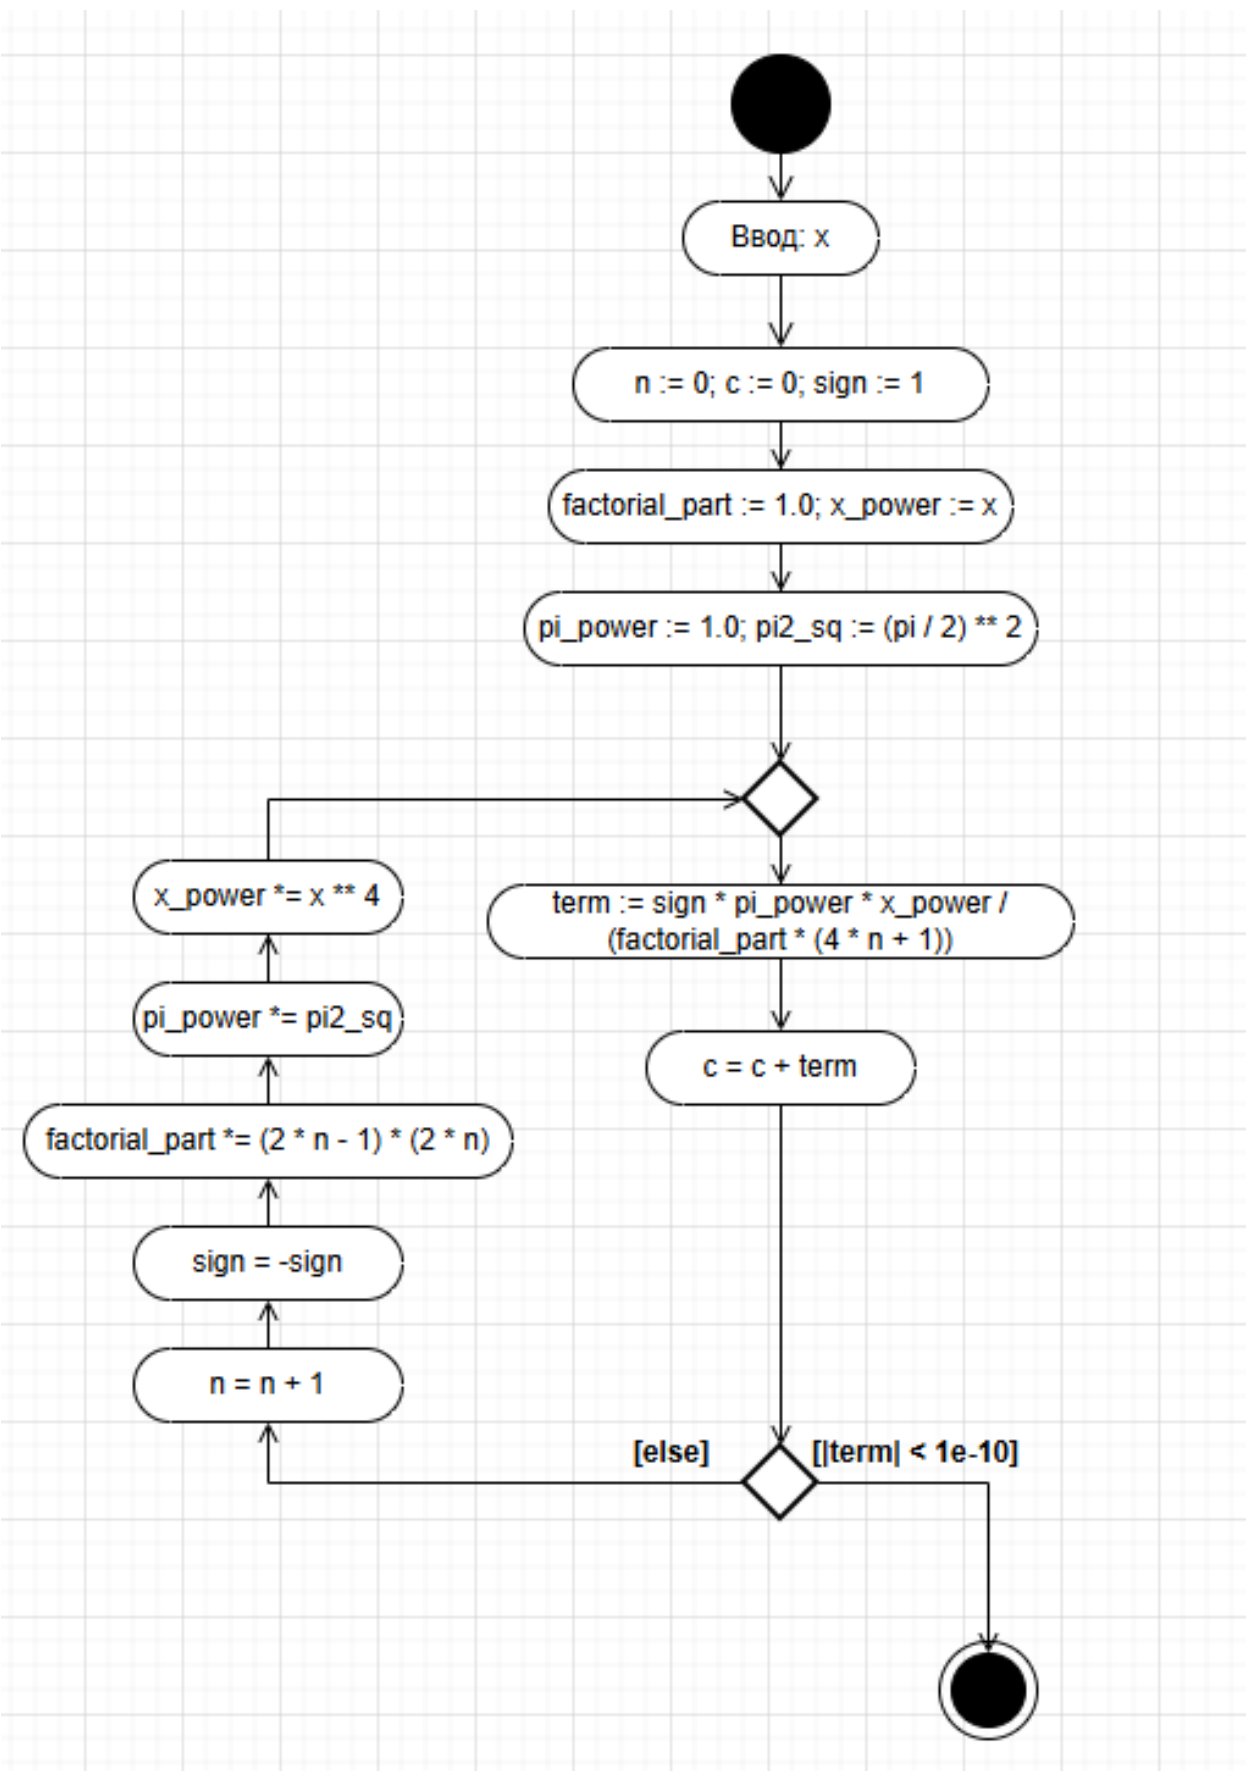 Ввод: x
n := 0; c := 0; sign := 1
factorial_part := 1.0; x_power := x
pi_power := 1.0; pi2_sq := (pi / 2) ** 2
term := sign * pi_power * x_power /
(factorial_part * (4 * n + 1))
c = c + term
[else]
[|term| < 1e-10]
n = n + 1
sign = -sign
factorial_part *= (2 * n - 1) * (2 * n)
pi_power *= pi2_sq
x_power *= x ** 4